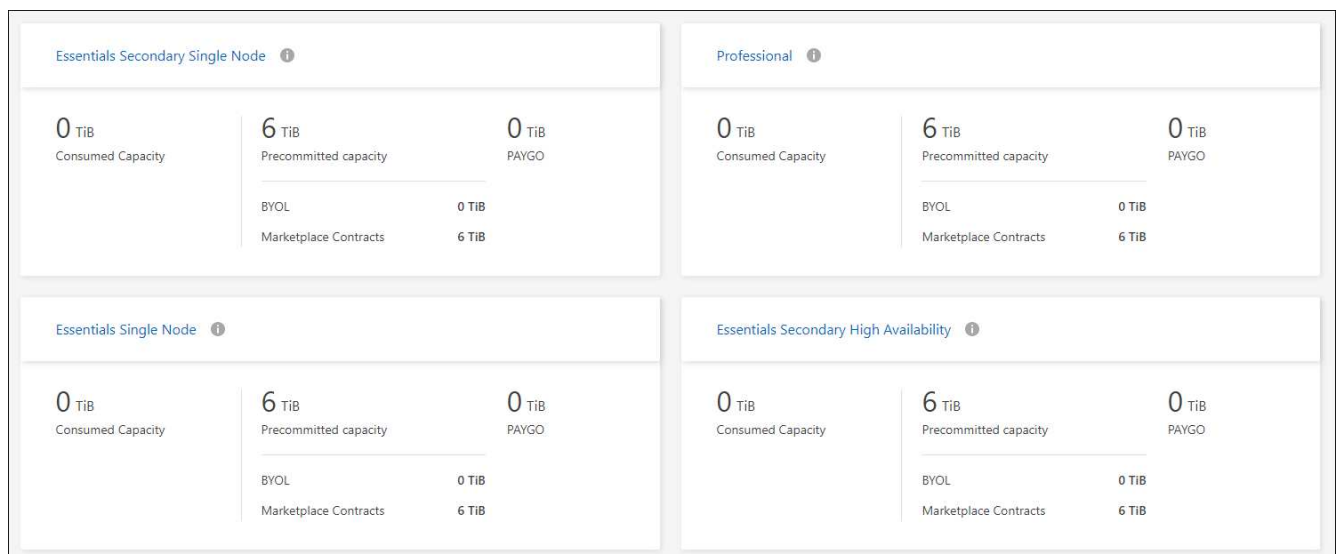 Essentials Secondary Single Node
0 TiB
Consumed Capacity
6 TiB
Precommitted capacity
0 TiB
PAYGO
BYOL 0 TiB
Marketplace Contracts 6 TiB
Professional
0 TiB
Consumed Capacity
6 TiB
Precommitted capacity
0 TiB
PAYGO
BYOL 0 TiB
Marketplace Contracts 6 TiB
Essentials Single Node
0 TiB
Consumed Capacity
6 TiB
Precommitted capacity
0 TiB
PAYGO
BYOL 0 TiB
Marketplace Contracts 6 TiB
Essentials Secondary High Availability
0 TiB
Consumed Capacity
6 TiB
Precommitted capacity
0 TiB
PAYGO
BYOL 0 TiB
Marketplace Contracts 6 TiB